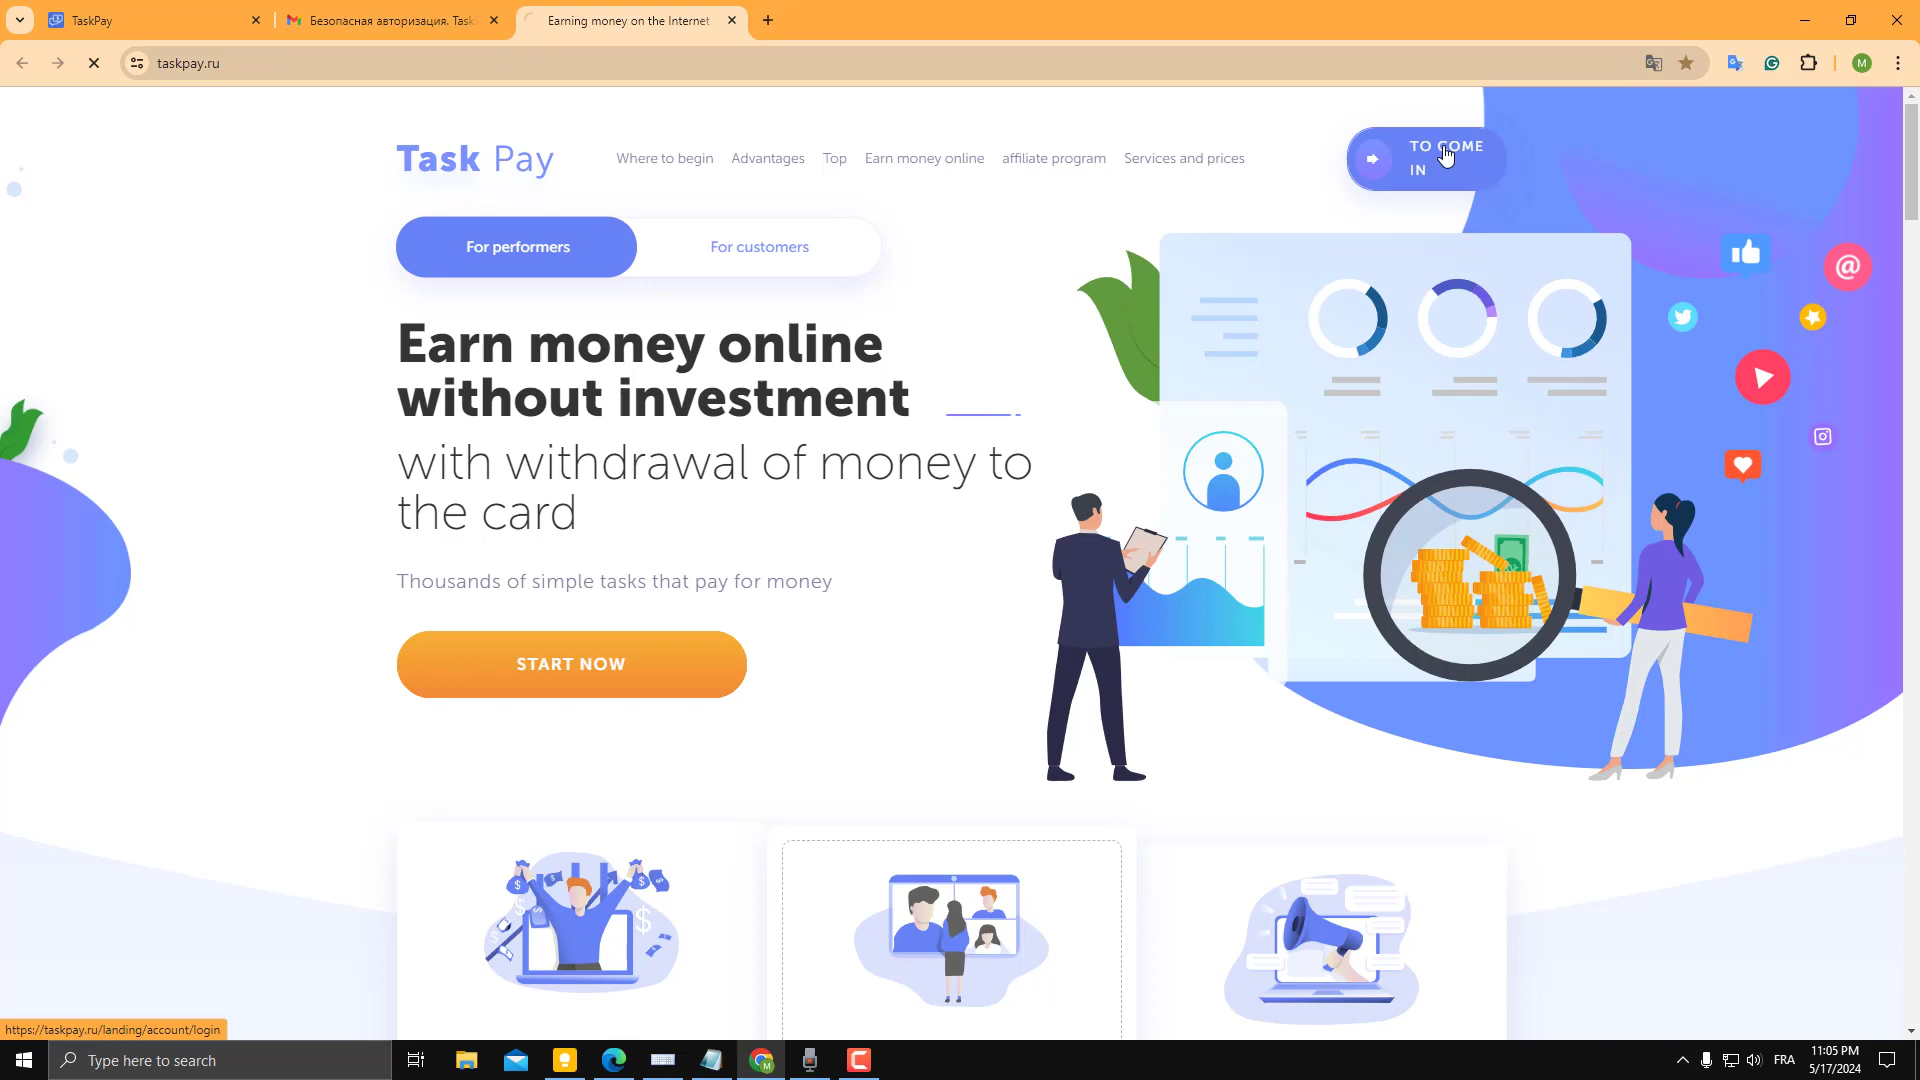 TaskPay
Безопасная авторизация. Task
Earning money on the Internet
taskpay.ru
M
Task Pay
Where to begin
Advantages
Top
Earn money online
affiliate program
Services and prices
TO COME
IN
For performers
For customers
Earn money online
without investment
with withdrawal of money to
the card
Thousands of simple tasks that pay for money
START NOW
https://taskpay.ru/landing/account/login
Type here to search
FRA
11:05 PM
5/17/2024